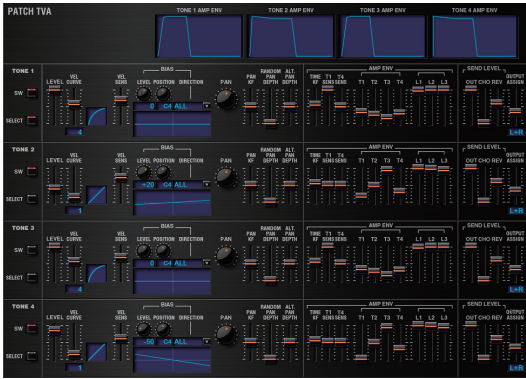 PATCH TVA
TONE 1 AMP ENV TONE 2 AMP ENV TONE 3 AMP ENV TONE 4 AMP ENV
TONE 1
SW
SELECT
LEVEL VEL CURVE
4
VEL SENS
BIAS
LEVEL POSITION DIRECTION
0 C4 ALL
PAN
PAN KF RANDOM PAN DEPTH ALT. PAN DEPTH
AMP ENV
TIME KF T1 SENS T4 SENS T1 T2 T3 T4 L1 L2 L3
SEND LEVEL
OUT CHO REV OUTPUT ASSIGN
L+R
TONE 2
SW
SELECT
LEVEL VEL CURVE
1
VEL SENS
BIAS
LEVEL POSITION DIRECTION
+20 C4 ALL
PAN
PAN KF RANDOM PAN DEPTH ALT. PAN DEPTH
AMP ENV
TIME KF T1 SENS T4 SENS T1 T2 T3 T4 L1 L2 L3
SEND LEVEL
OUT CHO REV OUTPUT ASSIGN
L+R
TONE 3
SW
SELECT
LEVEL VEL CURVE
4
VEL SENS
BIAS
LEVEL POSITION DIRECTION
0 C4 ALL
PAN
PAN KF RANDOM PAN DEPTH ALT. PAN DEPTH
AMP ENV
TIME KF T1 SENS T4 SENS T1 T2 T3 T4 L1 L2 L3
SEND LEVEL
OUT CHO REV OUTPUT ASSIGN
L+R
TONE 4
SW
SELECT
LEVEL VEL CURVE
1
VEL SENS
BIAS
LEVEL POSITION DIRECTION
-50 C4 ALL
PAN
PAN KF RANDOM PAN DEPTH ALT. PAN DEPTH
AMP ENV
TIME KF T1 SENS T4 SENS T1 T2 T3 T4 L1 L2 L3
SEND LEVEL
OUT CHO REV OUTPUT ASSIGN
L+R